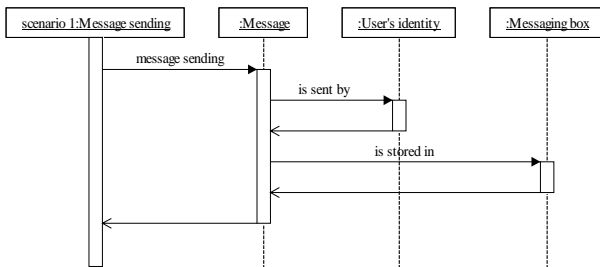 scenario 1:Message sending
:Message
:User's identity
:Messaging box
message sending
is sent by
is stored in